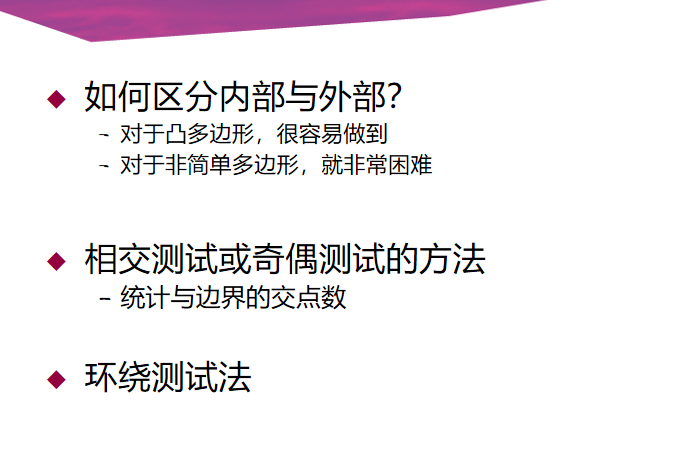 如何区分内部与外部?
- 对于凸多边形，很容易做到
- 对于非简单多边形，就非常困难
相交测试或奇偶测试的方法
- 统计与边界的交点数
环绕测试法